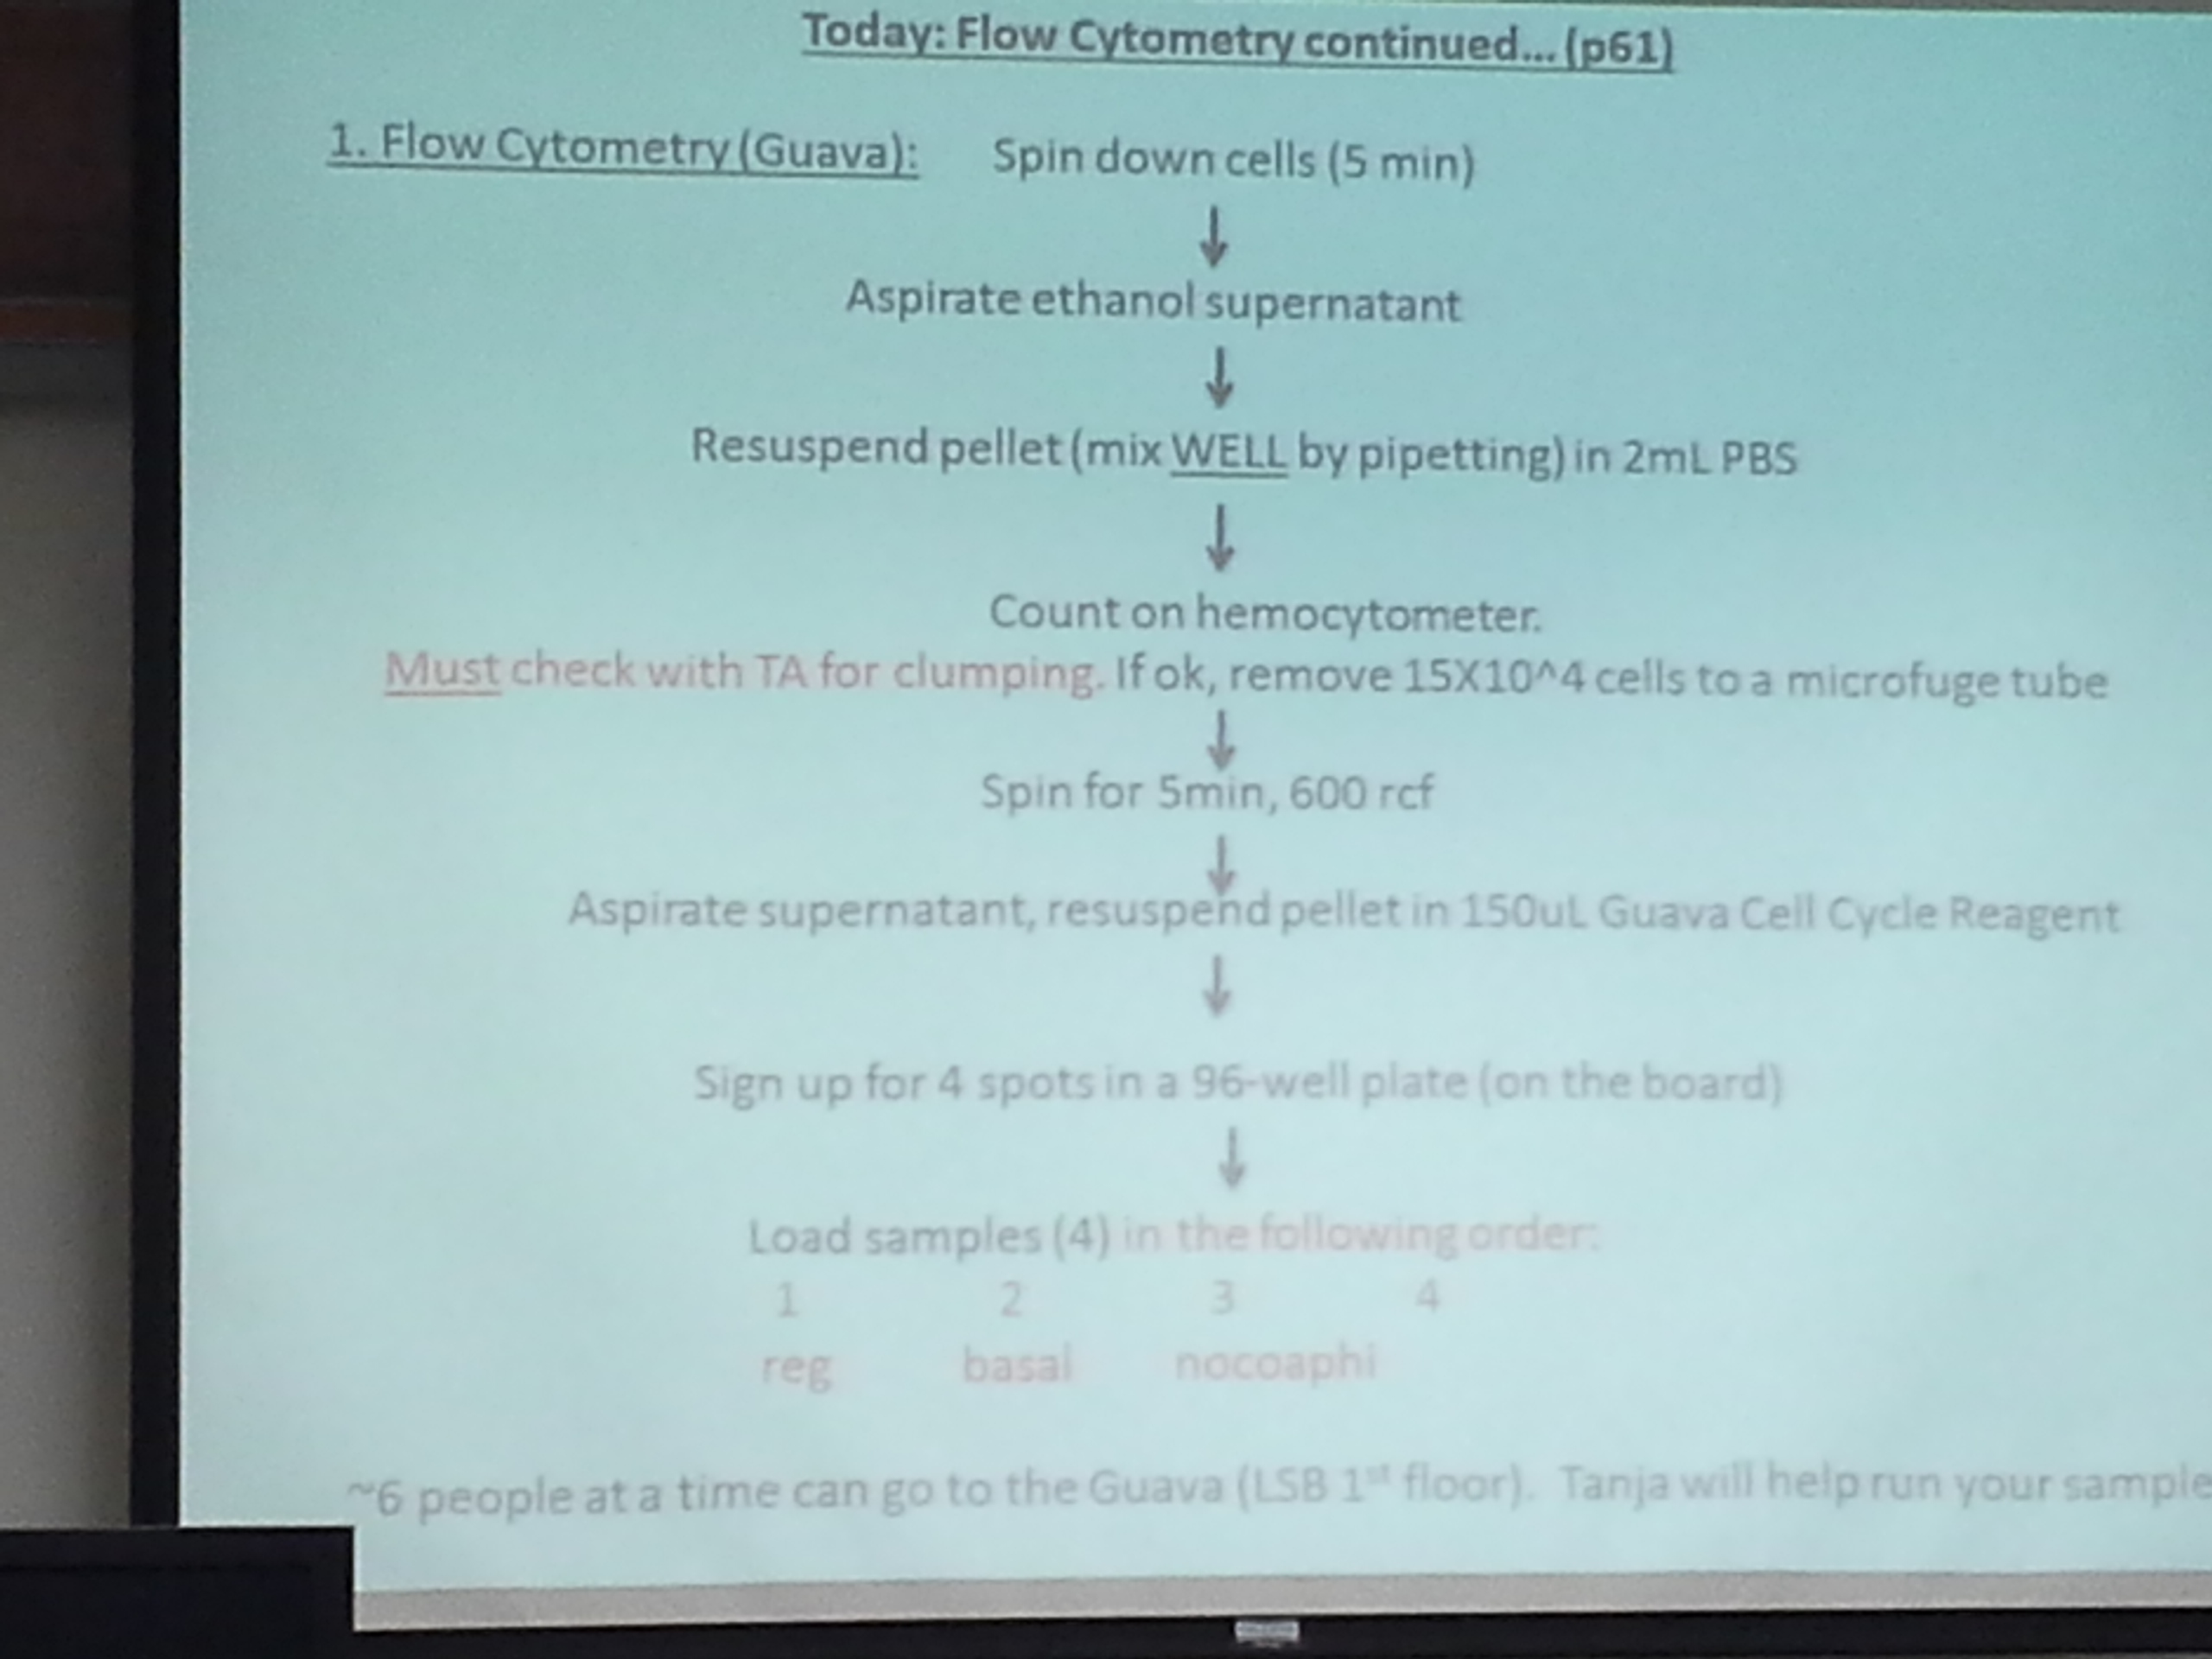 Today: Flow Cytometry continued... (p61)
1. Flow Cytometry (Guava): Spin down cells (5 min)
Aspirate ethanol supernatant
Resuspend pellet (mix WELL by pipetting) in 2mL PBS
Count on hemocytometer.
Must check with TA for clumping. If ok, remove 15X10^4 cells to a microfuge tube
Spin for 5min, 600 rcf
Aspirate supernatant, resuspend pellet in 150uL Guava Cell Cycle Reagent
Sign up for 4 spots in a 96-well plate (on the board)
Load samples (4) in the following order:
1 2 3 4
reg basal nocoaphi
~6 people at a time can go to the Guava (LSB 1st floor). Tanja will help run your sample